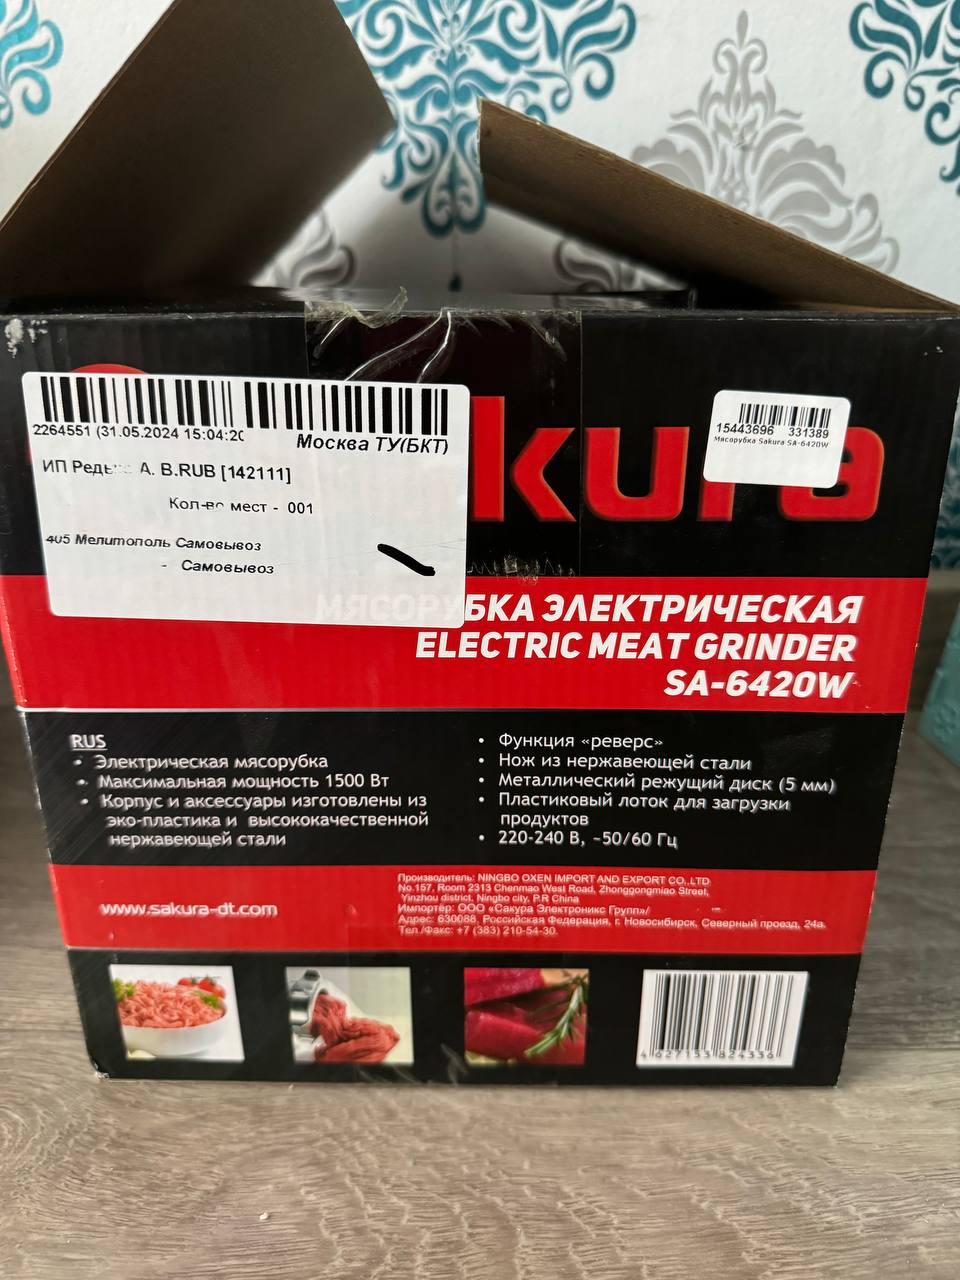 2264551 (31.05.2024 15:04:20
Москва ТУ(БКТ)
ИП А. В.RUB [142111]
Кол-во мест - 001
405 Мелитополь Самовывоз
- Самовывоз
kura
15443696 331389
Мясорубка Sakura SA-6420W
МЯСОРУБКА ЭЛЕКТРИЧЕСКАЯ
ELECTRIC MEAT GRINDER
SA-6420W
RUS
• Электрическая мясорубка
• Максимальная мощность 1500 Вт
• Корпус и аксессуары изготовлены из
эко-пластика и высококачественной
нержавеющей стали
• Функция «реверс»
• Нож из нержавеющей стали
• Металлический режущий диск (5 мм)
• Пластиковый лоток для загрузки
продуктов
• 220-240 В, ~50/60 Гц
www.sakura-dt.com
Производитель: NINGBO OXEN IMPORT AND EXPORT CO.,LTD
No.157, Room 2313 Chenmao West Road, Zhonggongmiao Street,
Yinzhou district, Ningbo city, P.R China
Импортёр: ООО «Сакура Электроникс Групп»/
Адрес: 630088, Российская Федерация, г. Новосибирск, Северный проезд, 24а.
Тел./Факс: +7 (383) 210-54-30.
4 627153 824336